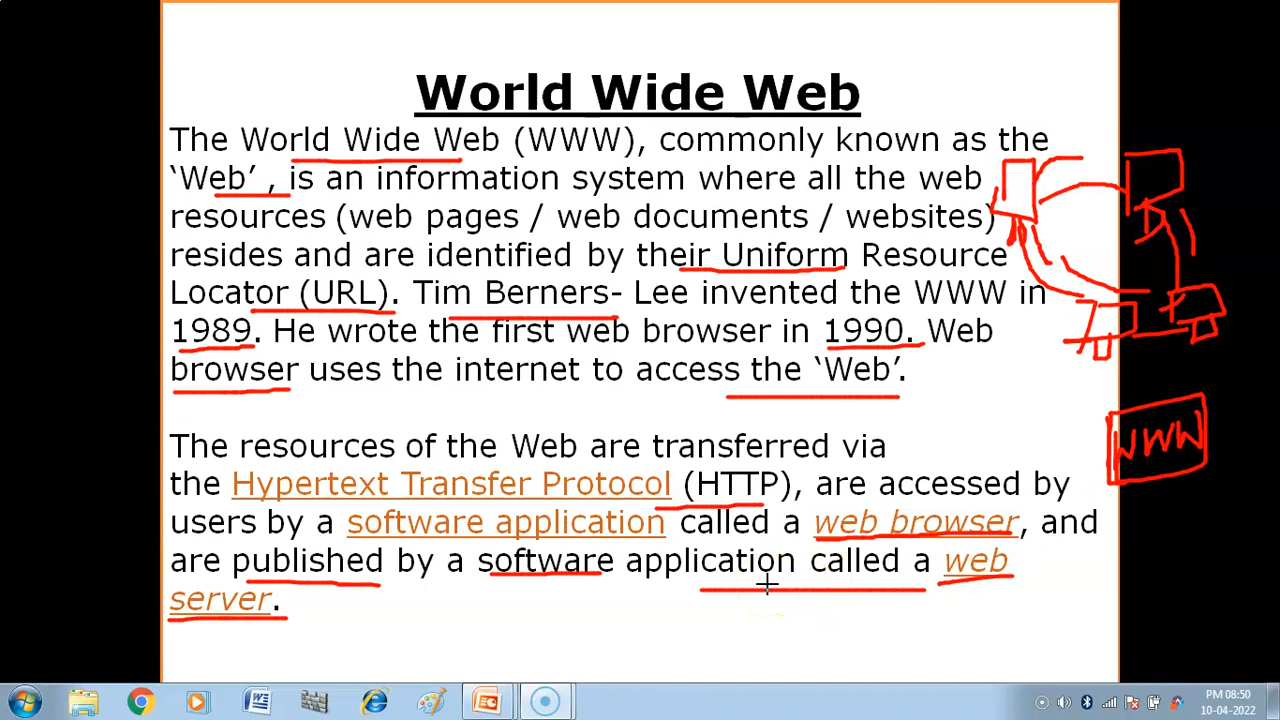 World Wide Web
The World Wide Web (WWW), commonly known as the
‘Web’ , is an information system where all the web
resources (web pages / web documents / websites)
resides and are identified by their Uniform Resource
Locator (URL). Tim Berners- Lee invented the WWW in
1989. He wrote the first web browser in 1990. Web
browser uses the internet to access the ‘Web’.
WWW
The resources of the Web are transferred via
the Hypertext Transfer Protocol (HTTP), are accessed by
users by a software application called a web browser, and
are published by a software application called a web
server.
PM 08:50
10-04-2022